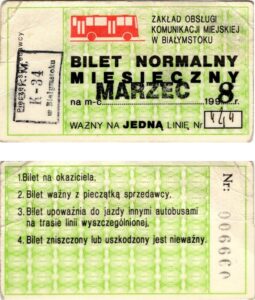 ZAKŁAD OBSŁUGI
KOMUNIKACJI MIEJSKIEJ
W BIAŁYMSTOKU
BILET NORMALNY
MIESIĘCZNY
MARZEC 8
na m-c 199 r.
WAŻNY NA JEDNĄ LINIĘ Nr
K-34
w Białymstoku
1.Bilet na okaziciela,
2. Bilet ważny z pieczątką sprzedawcy,
3. Bilet upoważnia do jazdy innymi autobusami
na trasie linii wyszczególnionej,
4. Bilet zniszczony lub uszkodzony jest nieważny.
Nr: 006660